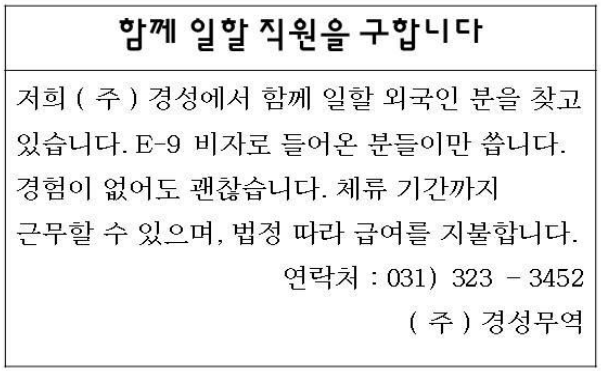 함께 일할 직원을 구합니다
저희 ( 주 ) 경성에서 함께 일할 외국인 분을 찾고
있습니다. E-9 비자로 들어온 분들이만 씁니다.
경험이 없어도 괜찮습니다. 체류 기간까지
근무할 수 있으며, 법정 따라 급여를 지불합니다.
연락처 : 031) 323 - 3452
( 주 ) 경성무역